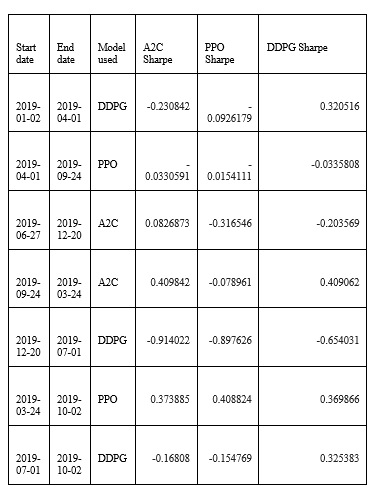 Start date End date Model used A2C Sharpe PPO Sharpe DDPG Sharpe
2019-01-02 2019-04-01 DDPG -0.230842 -0.0926179 0.320516
2019-04-01 2019-09-24 PPO -0.0330591 -0.0154111 -0.0335808
2019-06-27 2019-12-20 A2C 0.0826873 -0.316546 -0.203569
2019-09-24 2019-03-24 A2C 0.409842 -0.078961 0.409062
2019-12-20 2019-07-01 DDPG -0.914022 -0.897626 -0.654031
2019-03-24 2019-10-02 PPO 0.373885 0.408824 0.369866
2019-07-01 2019-10-02 DDPG -0.16808 -0.154769 0.325383